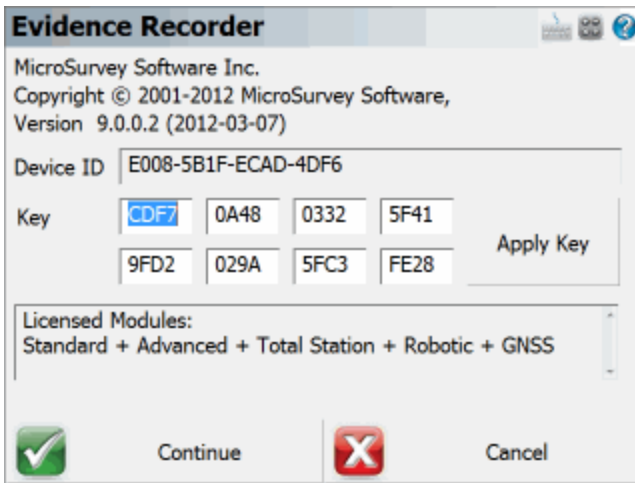 Evidence Recorder
MicroSurvey Software Inc.
Copyright © 2001-2012 MicroSurvey Software,
Version 9.0.0.2 (2012-03-07)
Device ID E008-5B1F-ECAD-4DF6
Key CDF7 0A48 0332 5F41
Apply Key
9FD2 029A 5FC3 FE28
Licensed Modules:
Standard + Advanced + Total Station + Robotic + GNSS
Continue Cancel